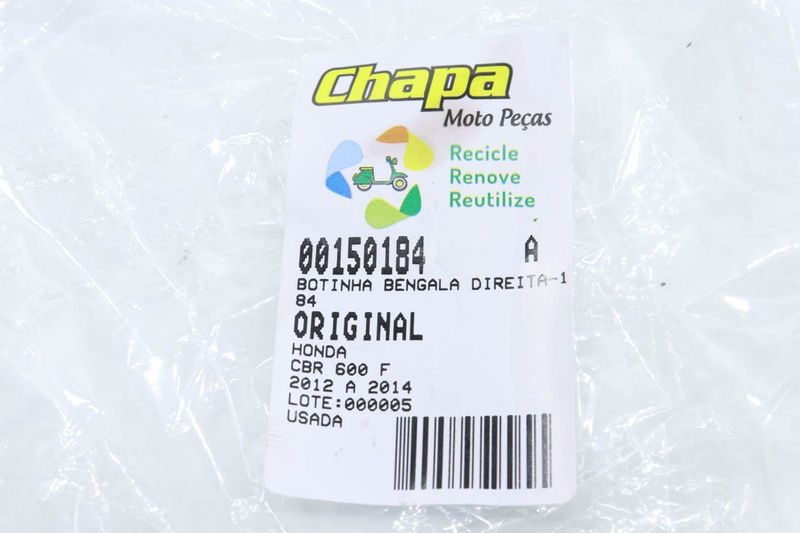 Chapa
Moto Peças
Recicle
Renove
Reutilize
00150184 A
BOTINHA BENGALA DIREITA-1
84
ORIGINAL
HONDA
CBR 600 F
2012 A 2014
LOTE:000005
USADA